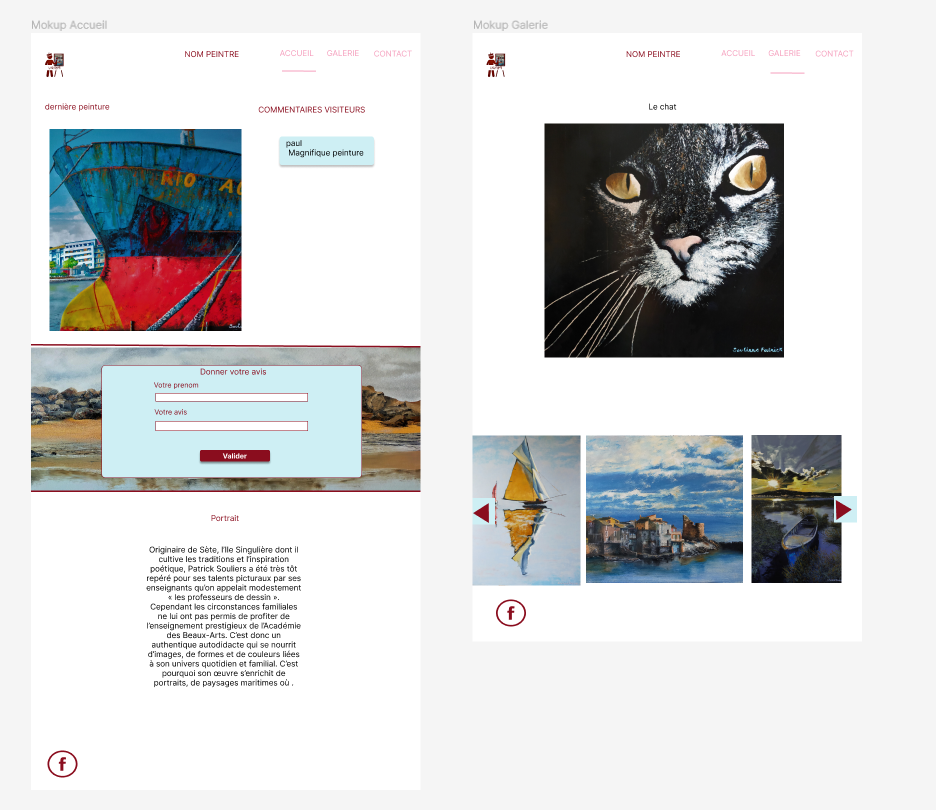 Mokup Accueil
NOM PEINTRE
ACCUEIL
GALERIE
CONTACT
dernière peinture
COMMENTAIRES VISITEURS
RIO
paul
Magnifique peinture
Donner votre avis
Votre prenom
Votre avis
Valider
Portrait
Originaire de Sète, l'Ile Singulière dont il
cultive les traditions et l'inspiration
poétique, Patrick Souliers a été très tôt
repéré pour ses talents picturaux par ses
enseignants qu'on appelait modestement
« les professeurs de dessin ».
Cependant les circonstances familiales
ne lui ont pas permis de profiter de
l'enseignement prestigieux de l'Académie
des Beaux-Arts. C'est donc un
authentique autodidacte qui se nourrit
d'images, de formes et de couleurs liées
à son univers quotidien et familial. C'est
pourquoi son œuvre s'enrichit de
portraits, de paysages maritimes où .
f
Mokup Galerie
NOM PEINTRE
ACCUEIL
GALERIE
CONTACT
Le chat
f